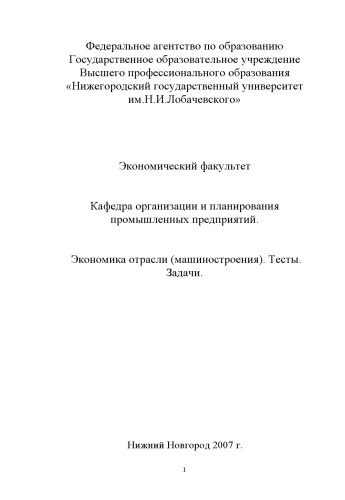 Федеральное агентство по образованию
Государственное образовательное учреждение
Высшего профессионального образования
«Нижегородский государственный университет
им.Н.И.Лобачевского»
Экономический факультет
Кафедра организации и планирования
промышленных предприятий.
Экономика отрасли (машиностроения). Тесты.
Задачи.
Нижний Новгород 2007 г.
1